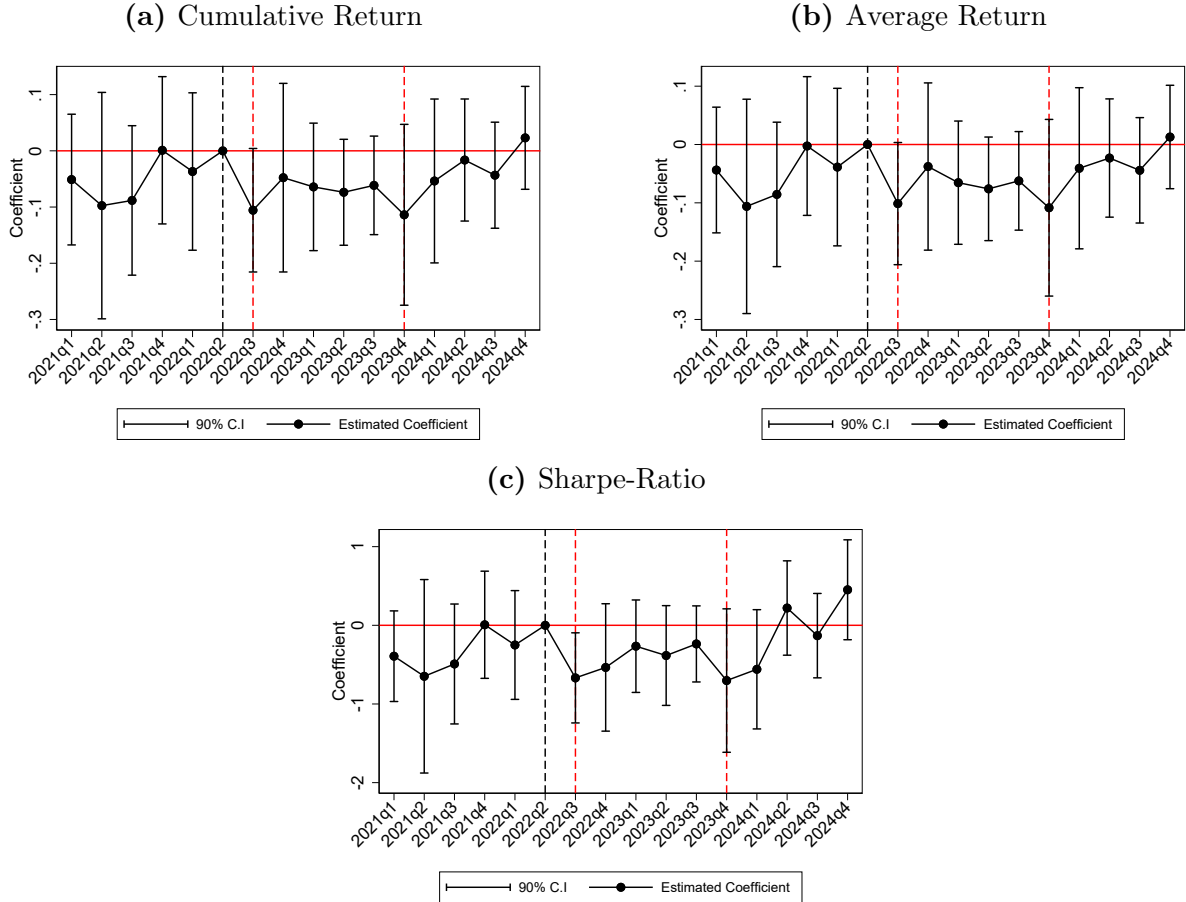 (a) Cumulative Return
Coefficient
.1
0
-.1
-.2
-.3
2021q1
2021q2
2021q3
2021q4
2022q1
2022q2
2022q3
2022q4
2023q1
2023q2
2023q3
2023q4
2024q1
2024q2
2024q3
2024q4
90% C.I
Estimated Coefficient
(b) Average Return
Coefficient
.1
0
-.1
-.2
-.3
2021q1
2021q2
2021q3
2021q4
2022q1
2022q2
2022q3
2022q4
2023q1
2023q2
2023q3
2023q4
2024q1
2024q2
2024q3
2024q4
90% C.I
Estimated Coefficient
(c) Sharpe-Ratio
Coefficient
1
0
-1
-2
2021q1
2021q2
2021q3
2021q4
2022q1
2022q2
2022q3
2022q4
2023q1
2023q2
2023q3
2023q4
2024q1
2024q2
2024q3
2024q4
90% C.I
Estimated Coefficient